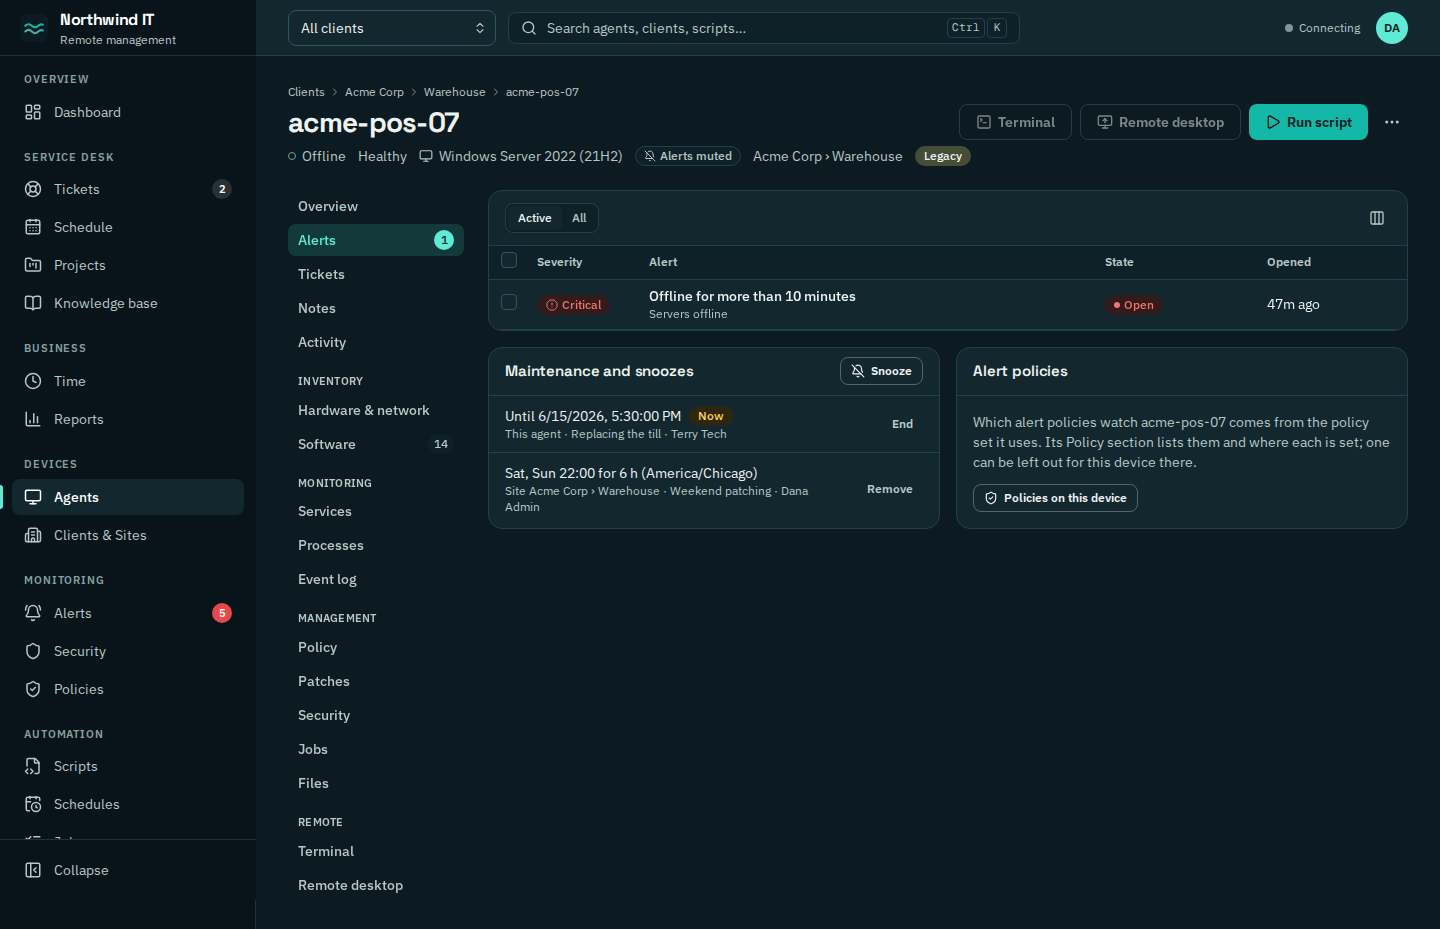 Northwind IT
Remote management
All clients
Search agents, clients, scripts...
Ctrl K
Connecting
DA
OVERVIEW
Dashboard
SERVICE DESK
Tickets 2
Schedule
Projects
Knowledge base
BUSINESS
Time
Reports
DEVICES
Agents
Clients & Sites
MONITORING
Alerts 5
Security
Policies
AUTOMATION
Scripts
Schedules
Collapse
Clients > Acme Corp > Warehouse > acme-pos-07
acme-pos-07
Terminal
Remote desktop
Run script
Offline Healthy Windows Server 2022 (21H2) Alerts muted Acme Corp › Warehouse Legacy
Overview
Alerts 1
Tickets
Notes
Activity
INVENTORY
Hardware & network
Software 14
MONITORING
Services
Processes
Event log
MANAGEMENT
Policy
Patches
Security
Jobs
Files
REMOTE
Terminal
Remote desktop
Active All
Severity Alert State Opened
Critical Offline for more than 10 minutes Open 47m ago
Servers offline
Maintenance and snoozes
Snooze
Until 6/15/2026, 5:30:00 PM Now
This agent · Replacing the till · Terry Tech
End
Sat, Sun 22:00 for 6 h (America/Chicago)
Site Acme Corp › Warehouse · Weekend patching · Dana
Admin
Remove
Alert policies
Which alert policies watch acme-pos-07 comes from the policy
set it uses. Its Policy section lists them and where each is set; one
can be left out for this device there.
Policies on this device